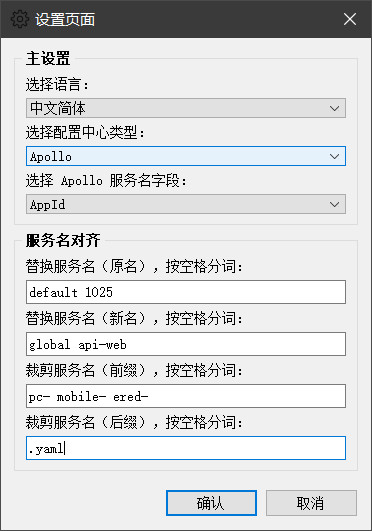 设置页面
主设置
选择语言：
中文简体
选择配置中心类型：
Apollo
选择 Apollo 服务名字段：
AppId
服务名对齐
替换服务名（原名），按空格分词：
default 1025
替换服务名（新名），按空格分词：
global api-web
裁剪服务名（前缀），按空格分词：
pc- mobile- ered-
裁剪服务名（后缀），按空格分词：
.yaml
确认
取消